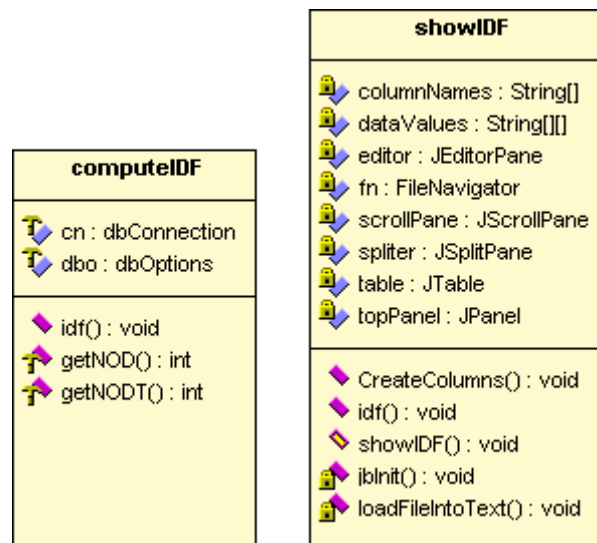 computeIDF
cn : dbConnection
dbo : dbOptions
idf() : void
getNOD() : int
getNODT() : int
showIDF
columnNames : String[]
dataValues : String[][]
editor : JEditorPane
fn : FileNavigator
scrollPane : JScrollPane
spliter : JSplitPane
table : JTable
topPanel : JPanel
CreateColumns() : void
idf() : void
showIDF() : void
jbInit() : void
loadFileIntoText() : void